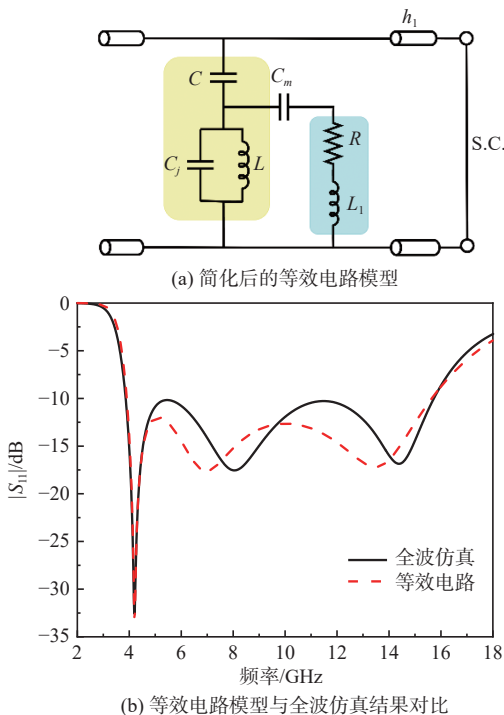 h₁
C
Cₘ
Cⱼ
L
R
L₁
S.C.
(a) 简化后的等效电路模型
0
−5
−10
−15
−20
−25
−30
−35
|S₁₁|/dB
全波仿真
等效电路
2 4 6 8 10 12 14 16 18
频率/GHz
(b) 等效电路模型与全波仿真结果对比